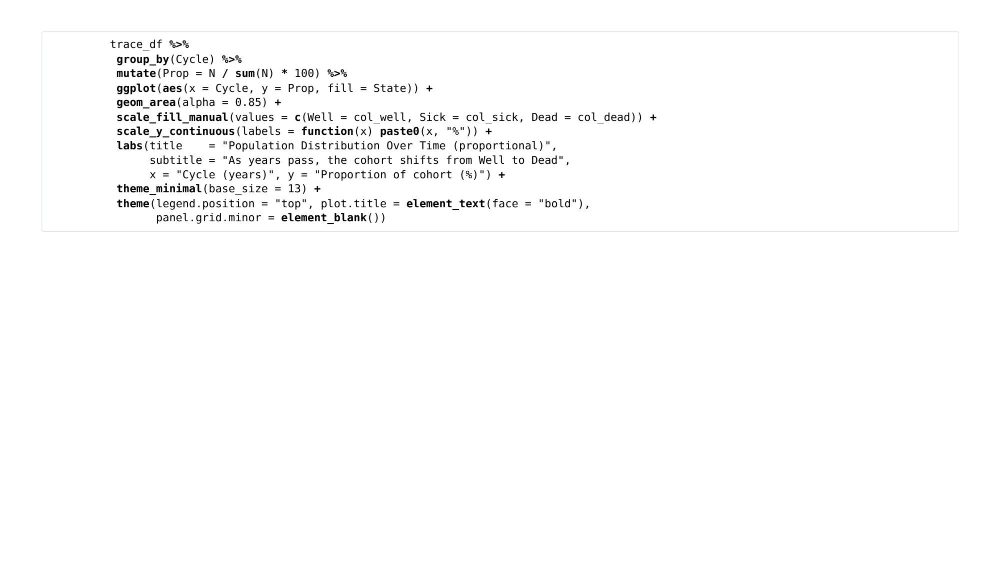 trace_df %>%
 group_by(Cycle) %>%
 mutate(Prop = N / sum(N) * 100) %>%
 ggplot(aes(x = Cycle, y = Prop, fill = State)) +
 geom_area(alpha = 0.85) +
 scale_fill_manual(values = c(Well = col_well, Sick = col_sick, Dead = col_dead)) +
 scale_y_continuous(labels = function(x) paste0(x, "%")) +
 labs(title    = "Population Distribution Over Time (proportional)",
      subtitle = "As years pass, the cohort shifts from Well to Dead",
      x = "Cycle (years)", y = "Proportion of cohort (%)") +
 theme_minimal(base_size = 13) +
 theme(legend.position = "top", plot.title = element_text(face = "bold"),
       panel.grid.minor = element_blank())